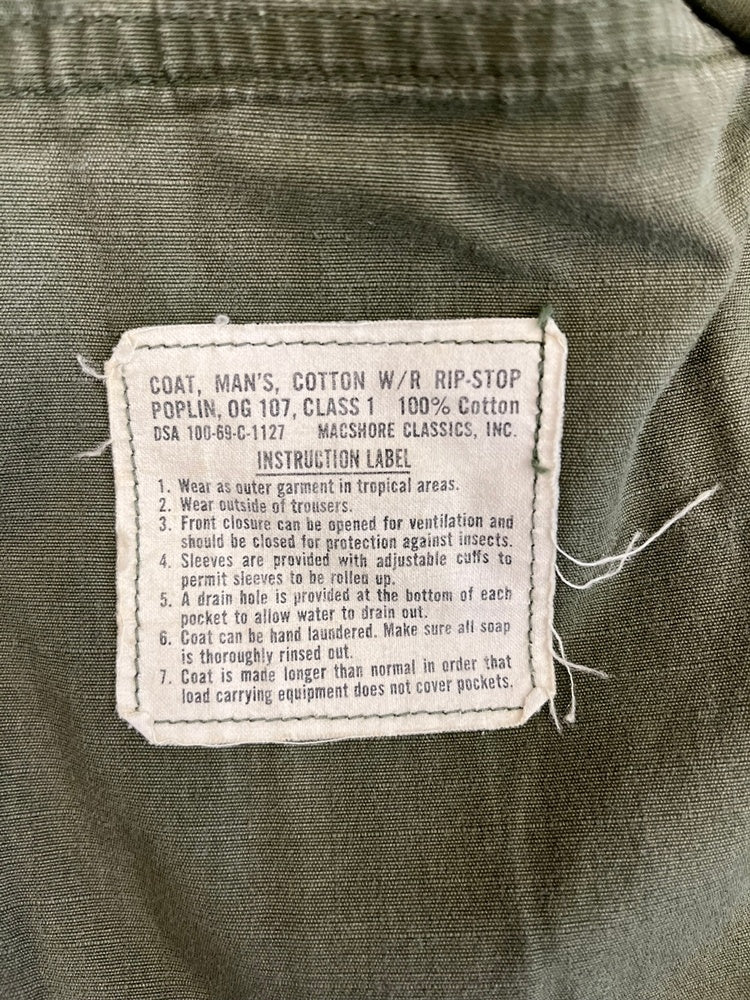 COAT, MAN'S, COTTON W/R RIP-STOP
POPLIN, OG 107, CLASS 1 100% Cotton
DSA 100-69-C-1127 MACSHORE CLASSICS, INC.
INSTRUCTION LABEL
1. Wear as outer garment in tropical areas.
2. Wear outside of trousers.
3. Front closure can be opened for ventilation and
should be closed for protection against insects.
4. Sleeves are provided with adjustable cuffs to
permit sleeves to be rolled up.
5. A drain hole is provided at the bottom of each
pocket to allow water to drain out.
6. Coat can be hand laundered. Make sure all soap
is thoroughly rinsed out.
7. Coat is made longer than normal in order that
load carrying equipment does not cover pockets.